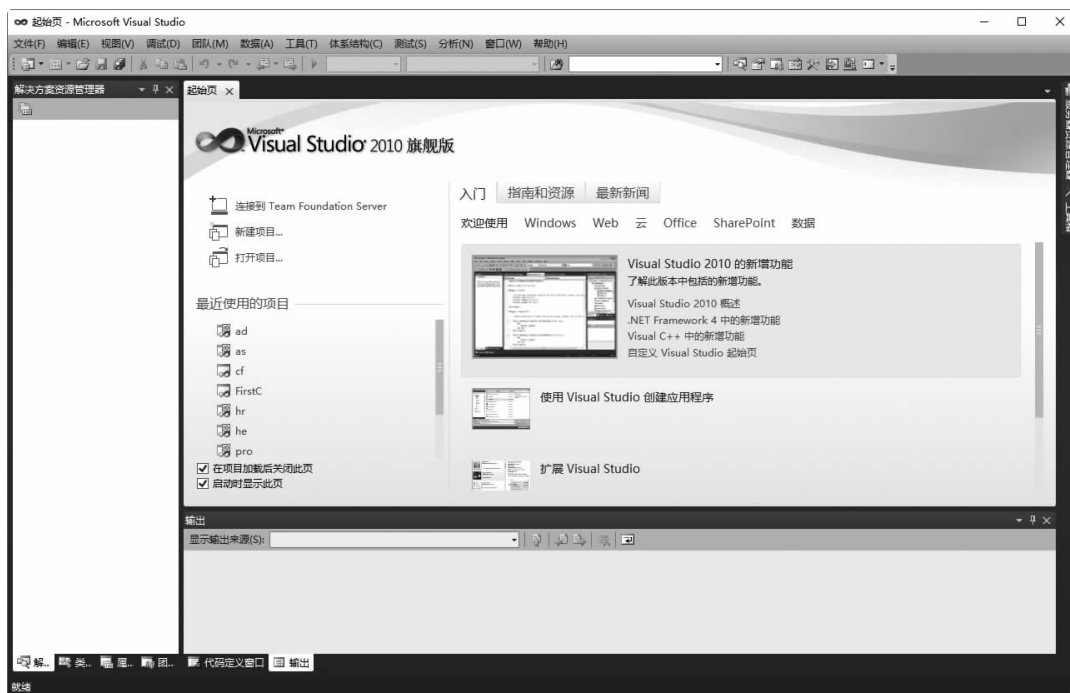 起始页 - Microsoft Visual Studio
文件(F) 编辑(E) 视图(V) 调试(D) 团队(M) 数据(A) 工具(T) 体系结构(C) 测试(S) 分析(N) 窗口(W) 帮助(H)
解决方案资源管理器
起始页
Microsoft
Visual Studio 2010 旗舰版
连接到 Team Foundation Server
新建项目...
打开项目...
最近使用的项目
ad
as
cf
FirstC
hr
he
pro
在项目加载后关闭此页
启动时显示此页
入门 指南和资源 最新新闻
欢迎使用 Windows Web 云 Office SharePoint 数据
Visual Studio 2010 的新增功能
了解此版本中包括的新增功能。
Visual Studio 2010 概述
.NET Framework 4 中的新增功能
Visual C++ 中的新增功能
自定义 Visual Studio 起始页
使用 Visual Studio 创建应用程序
扩展 Visual Studio
输出
显示输出来源(S):
解... 类... 属... 团... 代码定义窗口 输出
就绪